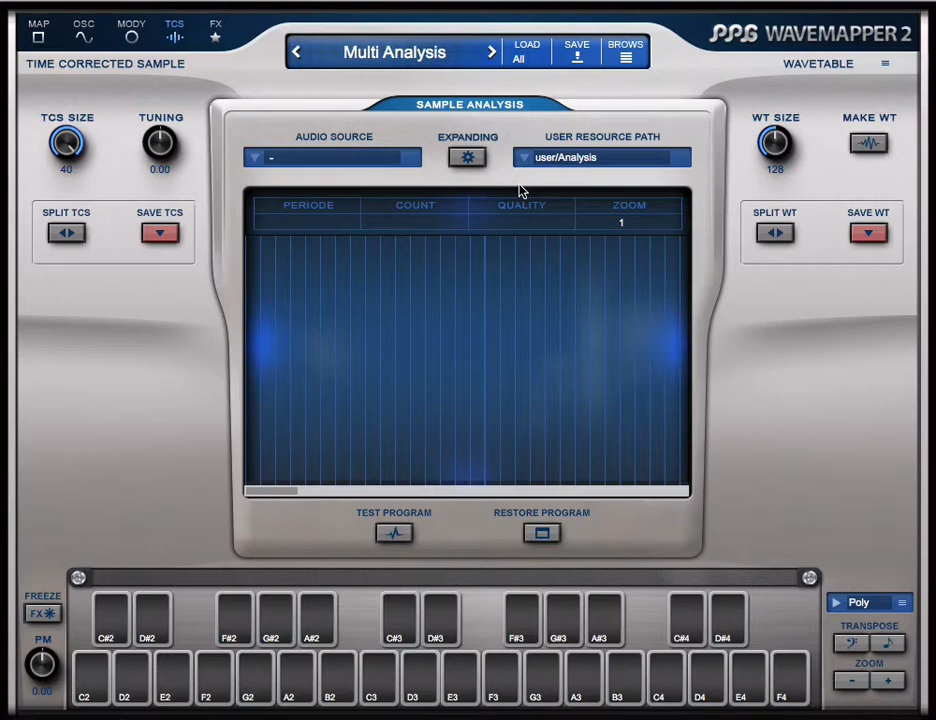 MAP OSC MODY TCS FX
PPG WAVEMAPPER 2
Multi Analysis
LOAD SAVE BROWS
All
TIME CORRECTED SAMPLE
WAVETABLE
SAMPLE ANALYSIS
TCS SIZE TUNING
40 0.00
AUDIO SOURCE EXPANDING USER RESOURCE PATH
- user/Analysis
WT SIZE MAKE WT
128
SPLIT TCS SAVE TCS
PERIODE COUNT QUALITY ZOOM
1
SPLIT WT SAVE WT
TEST PROGRAM RESTORE PROGRAM
FREEZE
FX
PM
0.00
C#2 D#2 F#2 G#2 A#2 C#3 D#3 F#3 G#3 A#3 C#4 D#4
C2 D2 E2 F2 G2 A2 B2 C3 D3 E3 F3 G3 A3 B3 C4 D4 E4 F4
Poly
TRANSPOSE
ZOOM
- +